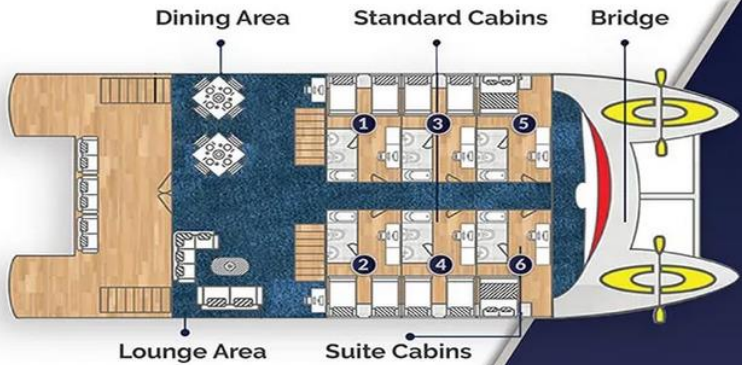 Dining Area
Standard Cabins
Bridge
1
3
5
2
4
6
Lounge Area
Suite Cabins